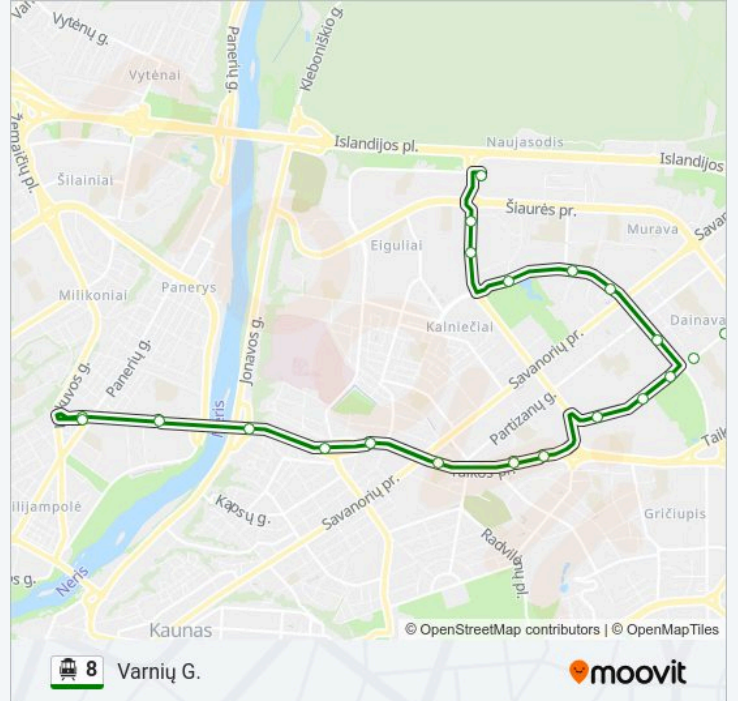 Vytėnų g.
Panerių g.
Kleboniškio g.
Vytėnai
Žemaičių pl.
Islandijos pl.
Naujasodis
Islandijos
Šilainiai
Šiaurės pr.
Murava
Eiguliai
Panerys
Milikoniai
Jonavos g.
Kalniečiai
Dainava
Savanorių pr.
Panerių g.
Partizanų g.
Neris
Taikos pr.
Kapsų g.
Savanorių pr.
Gričiupis
Radvilėnų pl.
Neris
Kaunas
© OpenStreetMap contributors | © OpenMapTiles
8 Varnių G.
moovit